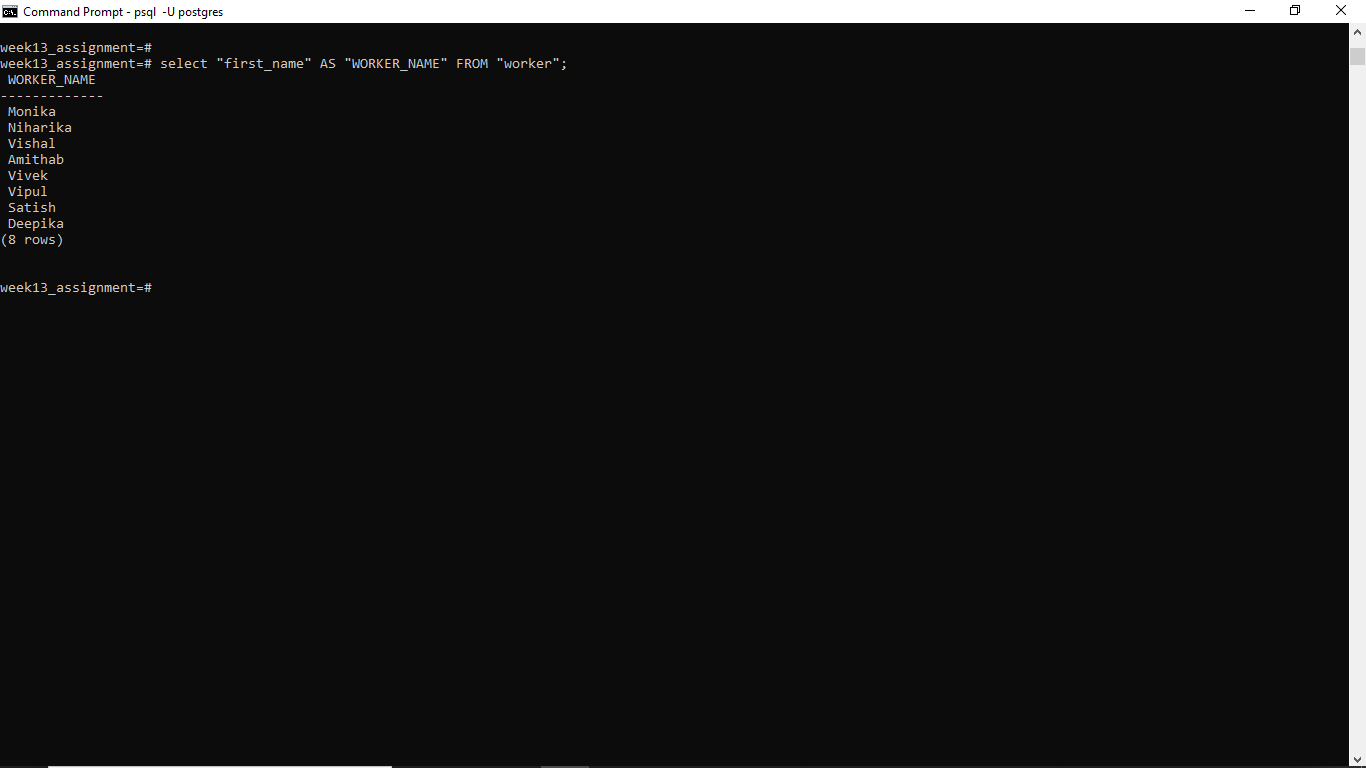 Command Prompt - psql  -U postgres
week13_assignment=#
week13_assignment=# select "first_name" AS "WORKER_NAME" FROM "worker";
 WORKER_NAME
-------------
 Monika
 Niharika
 Vishal
 Amithab
 Vivek
 Vipul
 Satish
 Deepika
(8 rows)
week13_assignment=#